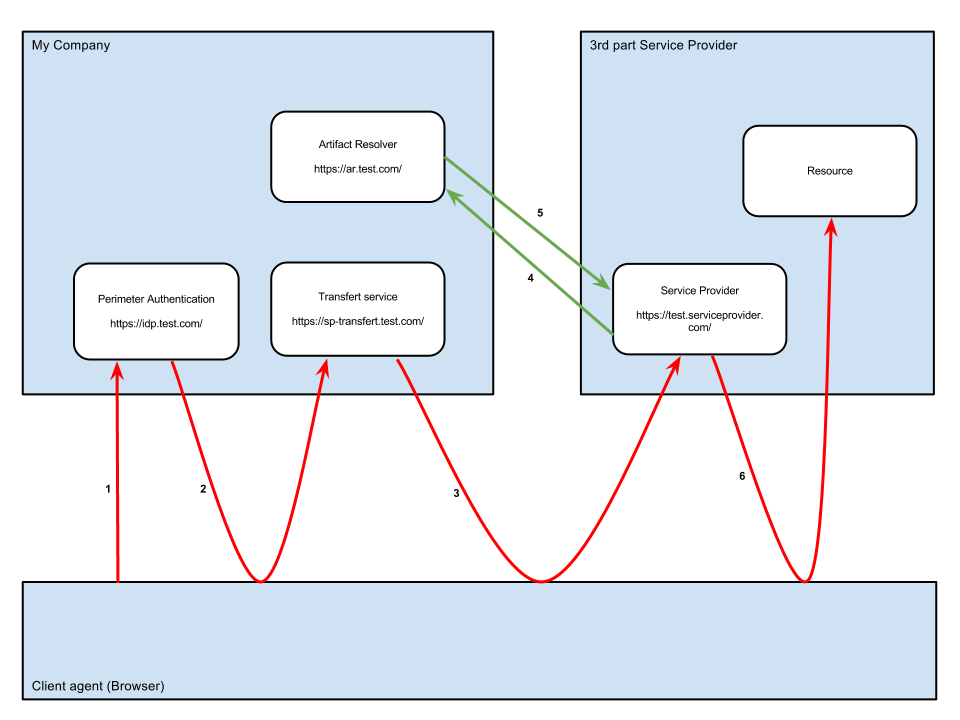 My Company
3rd part Service Provider
Artifact Resolver
https://ar.test.com/
Resource
5
4
Perimeter Authentication
https://idp.test.com/
Transfert service
https://sp-transfert.test.com/
Service Provider
https://test.serviceprovider.
com/
1
2
3
6
Client agent (Browser)